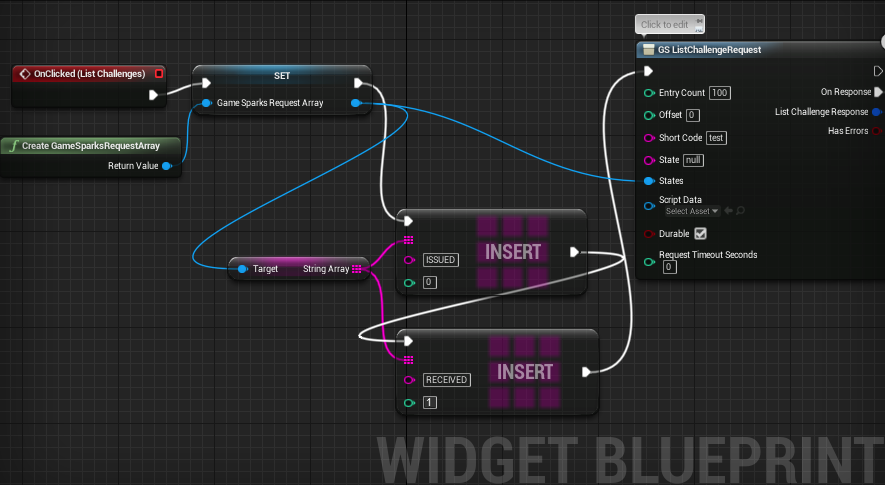 Click to edit
GS ListChallengeRequest
OnClicked (List Challenges)
SET
Game Sparks Request Array
Entry Count 100
On Response
Offset 0
List Challenge Response
Short Code test
Has Errors
f Create GameSparksRequestArray
Return Value
State null
States
Script Data
Select Asset
Durable
Request Timeout Seconds
0
INSERT
ISSUED
0
Target
String Array
INSERT
RECEIVED
1
WIDGET BLUEPRINT